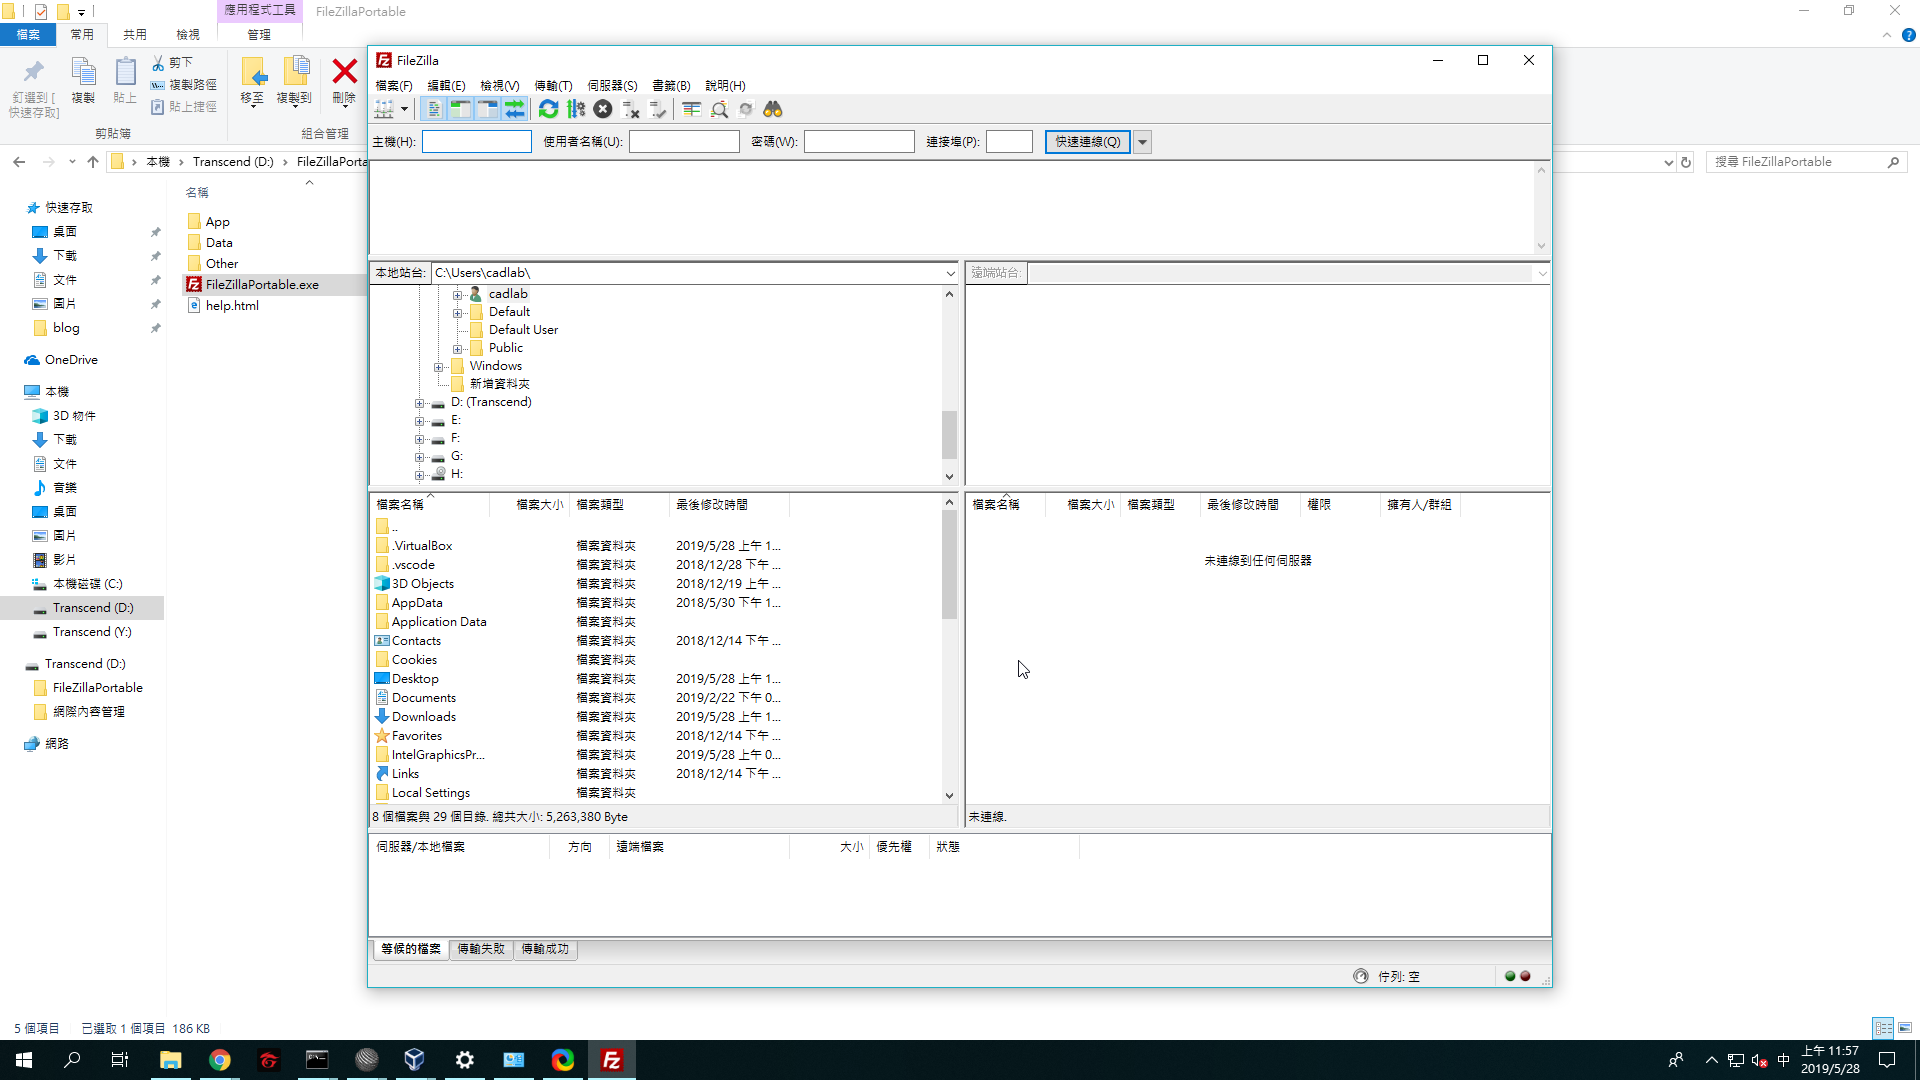 應用程式工具
FileZillaPortable
檔案
常用
共用
檢視
管理
釘選到 [
快速存取]
複製
貼上
剪下
複製路徑
貼上捷徑
剪貼簿
移至
複製到
刪除
組合管理
本機
Transcend (D:)
FileZillaPorta
搜尋 FileZillaPortable
快速存取
桌面
下載
文件
圖片
blog
OneDrive
本機
3D 物件
下載
文件
音樂
桌面
圖片
影片
本機磁碟 (C:)
Transcend (D:)
Transcend (Y:)
Transcend (D:)
FileZillaPortable
網際內容管理
網路
名稱
App
Data
Other
FileZillaPortable.exe
help.html
5 個項目
已選取 1 個項目 186 KB
FileZilla
檔案(F) 編輯(E) 檢視(V) 傳輸(T) 伺服器(S) 書籤(B) 說明(H)
主機(H): 使用者名稱(U): 密碼(W): 連接埠(P): 快速連線(Q)
本地站台: C:\Users\cadlab\
遠端站台:
cadlab
Default
Default User
Public
Windows
新增資料夾
D: (Transcend)
E:
F:
G:
H:
檔案名稱 檔案大小 檔案類型 最後修改時間
..
.VirtualBox 檔案資料夾 2019/5/28 上午 1...
.vscode 檔案資料夾 2018/12/28 下午 ...
3D Objects 檔案資料夾 2018/12/19 上午 ...
AppData 檔案資料夾 2018/5/30 下午 1...
Application Data 檔案資料夾
Contacts 檔案資料夾 2018/12/14 下午 ...
Cookies 檔案資料夾
Desktop 檔案資料夾 2019/5/28 上午 1...
Documents 檔案資料夾 2019/2/22 下午 0...
Downloads 檔案資料夾 2019/5/28 上午 1...
Favorites 檔案資料夾 2018/12/14 下午 ...
IntelGraphicsPr... 檔案資料夾 2019/5/28 上午 0...
Links 檔案資料夾 2018/12/14 下午 ...
Local Settings 檔案資料夾
8 個檔案與 29 個目錄. 總共大小: 5,263,380 Byte
檔案名稱 檔案大小 檔案類型 最後修改時間 權限 擁有人/群組
未連線到任何伺服器
未連線.
伺服器/本地檔案 方向 遠端檔案 大小 優先權 狀態
等候的檔案 傳輸失敗 傳輸成功
佇列: 空
中
上午 11:57
2019/5/28